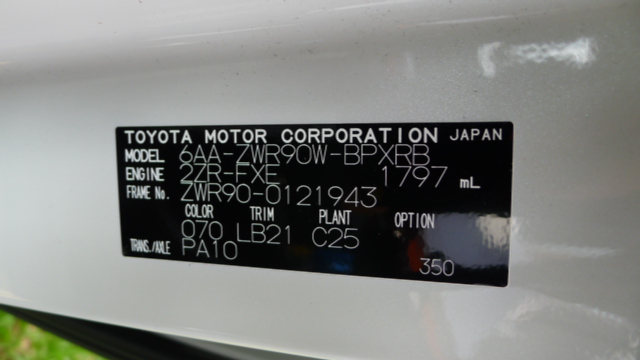 TOYOTA MOTOR CORPORATION JAPAN
MODEL 6AA-ZWR90W-BPXRB
ENGINE 2ZR-FXE 1797 mL
FRAME No. ZWR90-0121943
COLOR TRIM PLANT OPTION
070 LB21 C25
TRANS./AXLE PA10
350